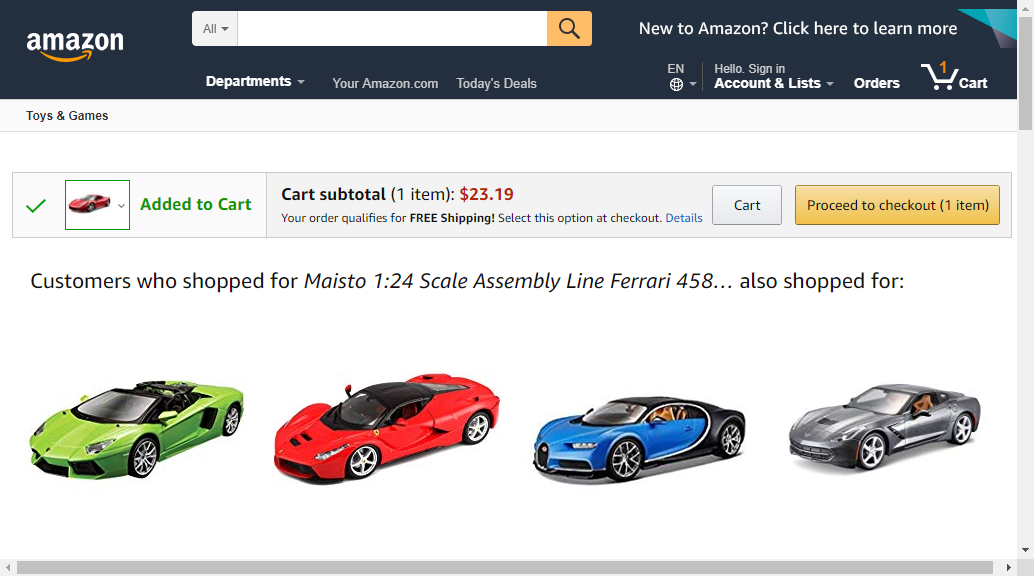 amazon
All
New to Amazon? Click here to learn more
Departments
Your Amazon.com
Today's Deals
EN
Hello. Sign in
Account & Lists
Orders
1
Cart
Toys & Games
Added to Cart
Cart subtotal (1 item): $23.19
Your order qualifies for FREE Shipping! Select this option at checkout. Details
Cart
Proceed to checkout (1 item)
Customers who shopped for Maisto 1:24 Scale Assembly Line Ferrari 458... also shopped for: